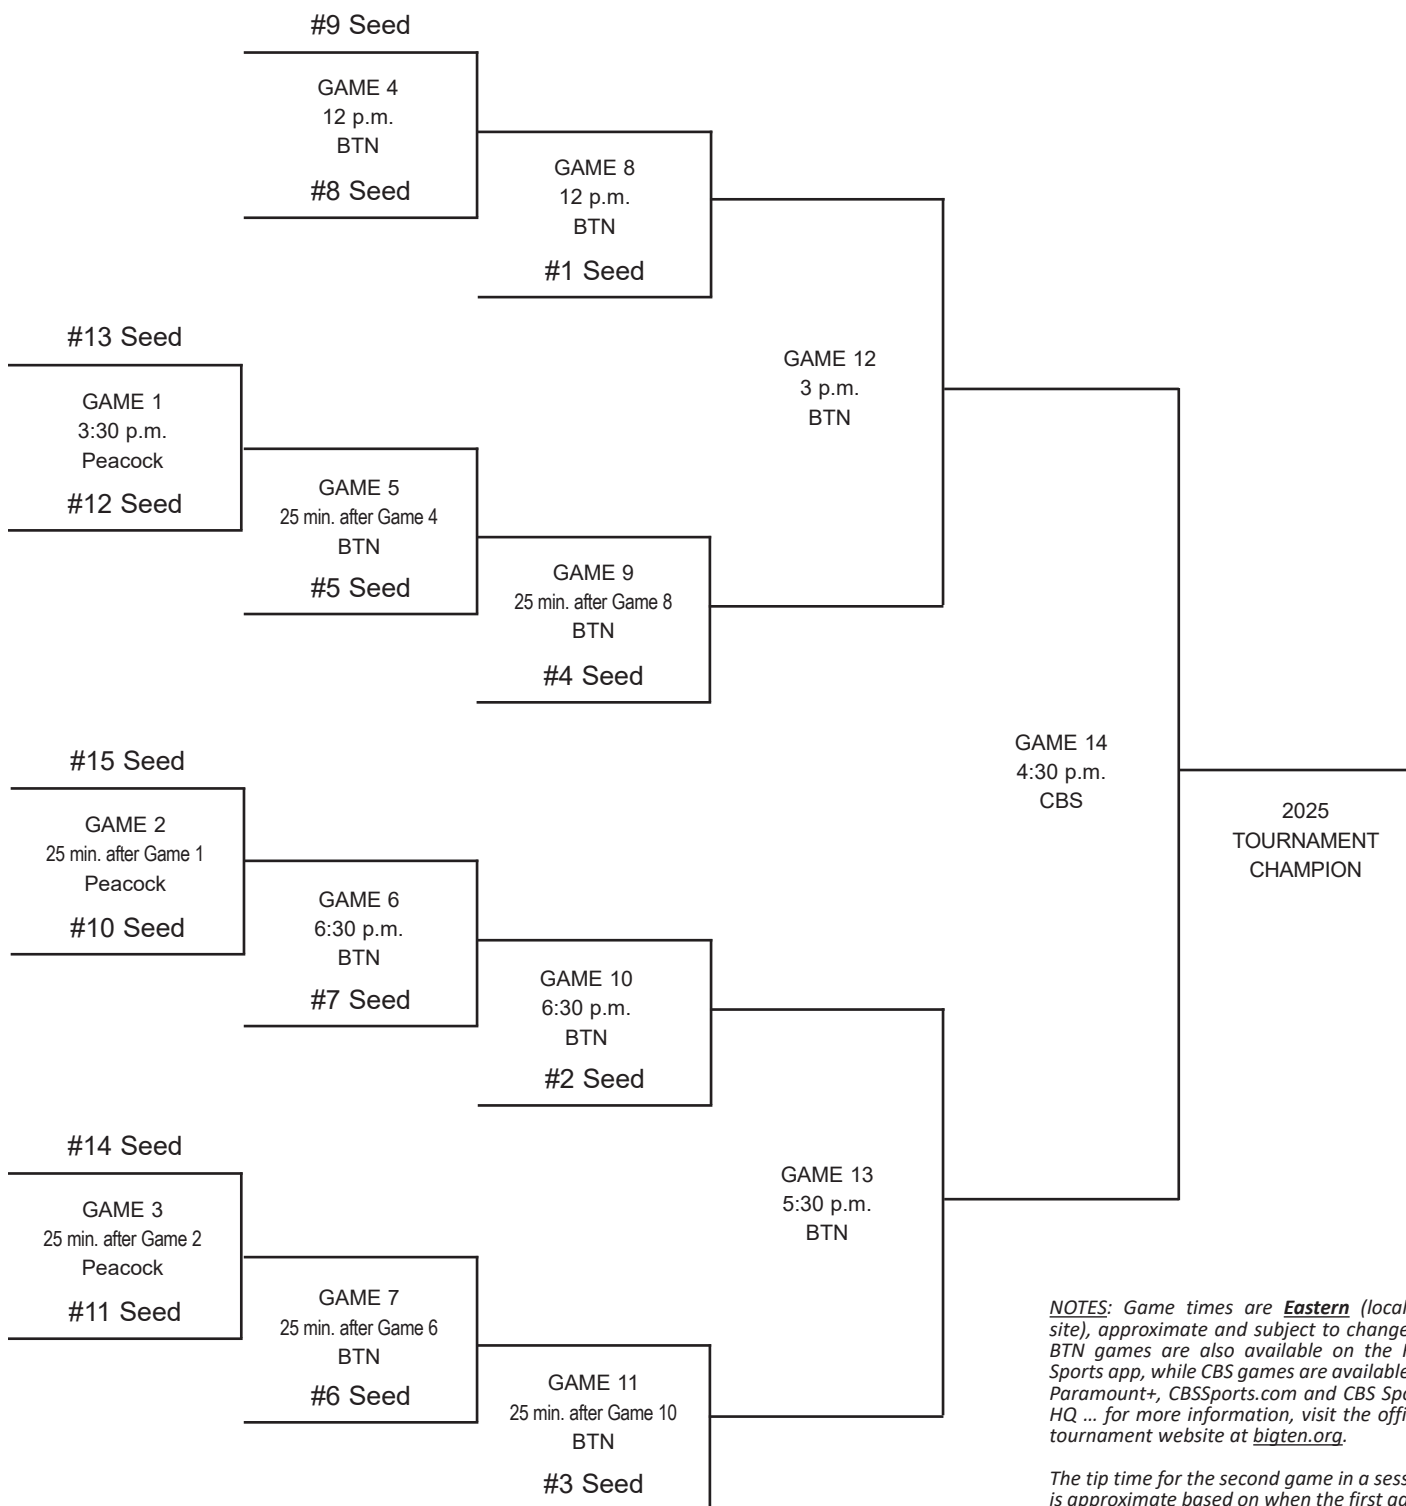 #9 Seed
GAME 4
12 p.m.
BTN
#8 Seed
GAME 8
12 p.m.
BTN
#1 Seed
#13 Seed
GAME 1
3:30 p.m.
Peacock
#12 Seed
GAME 5
25 min. after Game 4
BTN
#5 Seed
GAME 9
25 min. after Game 8
BTN
#4 Seed
GAME 12
3 p.m.
BTN
#15 Seed
GAME 2
25 min. after Game 1
Peacock
#10 Seed
GAME 6
6:30 p.m.
BTN
#7 Seed
GAME 10
6:30 p.m.
BTN
#2 Seed
#14 Seed
GAME 3
25 min. after Game 2
Peacock
#11 Seed
GAME 7
25 min. after Game 6
BTN
#6 Seed
GAME 11
25 min. after Game 10
BTN
#3 Seed
GAME 13
5:30 p.m.
BTN
GAME 14
4:30 p.m.
CBS
2025
TOURNAMENT
CHAMPION
NOTES: Game times are Eastern (local
site), approximate and subject to change
BTN games are also available on the
Sports app, while CBS games are available
Paramount+, CBSSports.com and CBS Spo
HQ ... for more information, visit the offi
tournament website at bigten.org.
The tip time for the second game in a sess
is approximate based on when the first